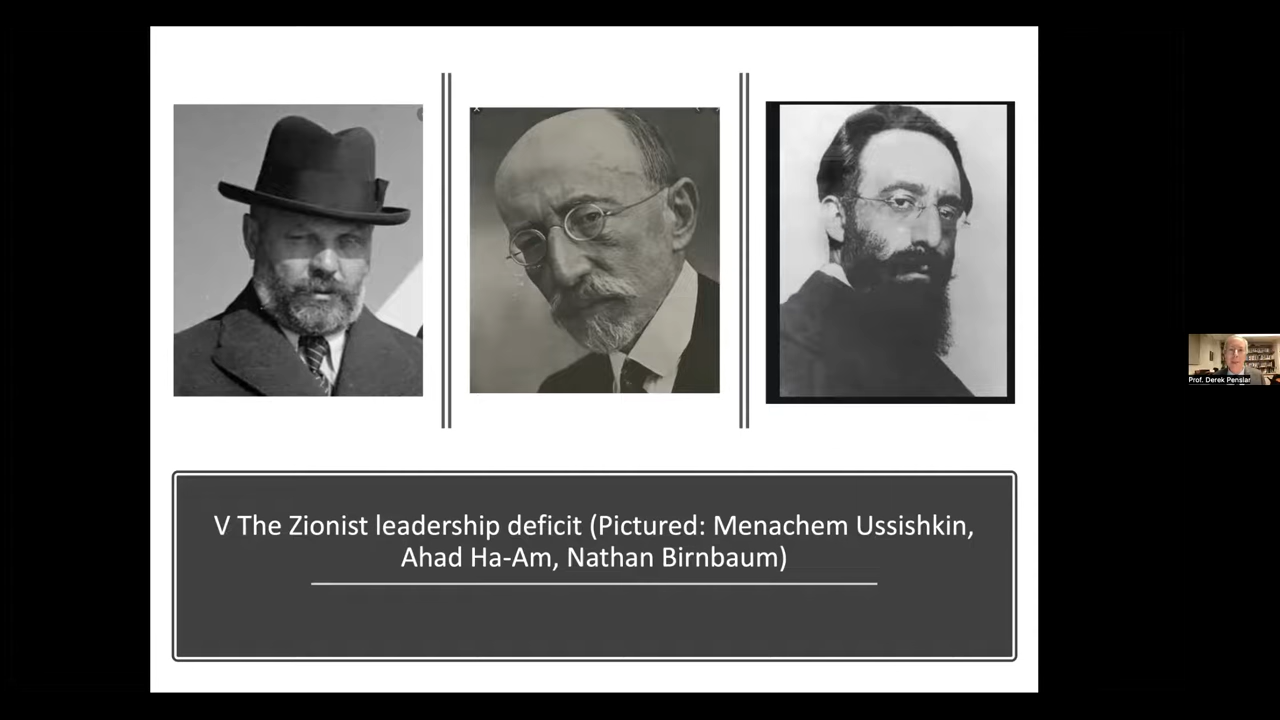 V The Zionist leadership deficit (Pictured: Menachem Ussishkin,
Ahad Ha-Am, Nathan Birnbaum)
Prof. Derek Penslar